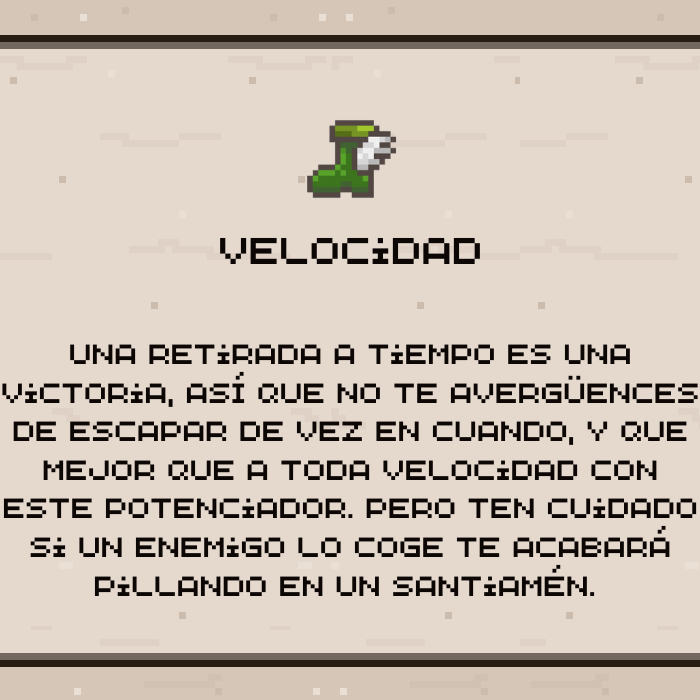 VELOCiDAD
UNA RETiRADA A TiEMPO ES UNA
ViCTORiA, ASÍ QUE NO TE AVERGÜENCES
DE ESCAPAR DE VEZ EN CUANDO, Y QUE
MEJOR QUE A TODA VELOCiDAD CON
ESTE POTENCiADOR. PERO TEN CUiDADO
Si UN ENEMiGO LO COGE TE ACABARÁ
PiLLANDO EN UN SANTiAMÉN.